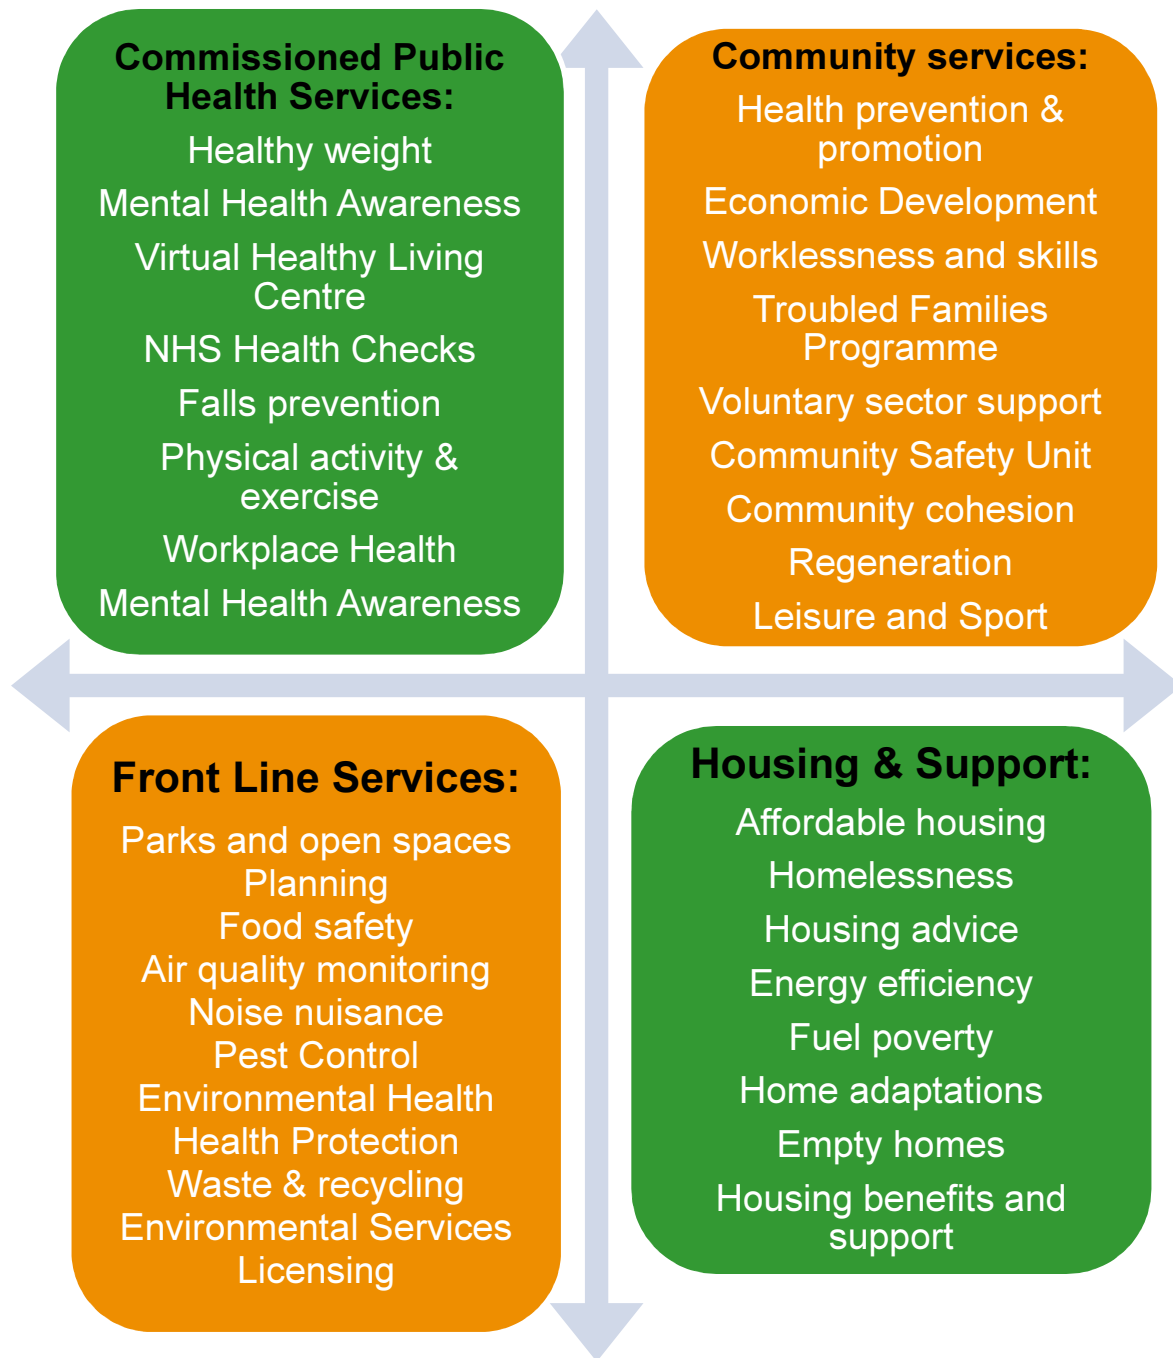 Commissioned Public
Health Services:
Healthy weight
Mental Health Awareness
Virtual Healthy Living
Centre
NHS Health Checks
Falls prevention
Physical activity &
exercise
Workplace Health
Mental Health Awareness
Community services:
Health prevention &
promotion
Economic Development
Worklessness and skills
Troubled Families
Programme
Voluntary sector support
Community Safety Unit
Community cohesion
Regeneration
Leisure and Sport
Front Line Services:
Parks and open spaces
Planning
Food safety
Air quality monitoring
Noise nuisance
Pest Control
Environmental Health
Health Protection
Waste & recycling
Environmental Services
Licensing
Housing & Support:
Affordable housing
Homelessness
Housing advice
Energy efficiency
Fuel poverty
Home adaptations
Empty homes
Housing benefits and
support